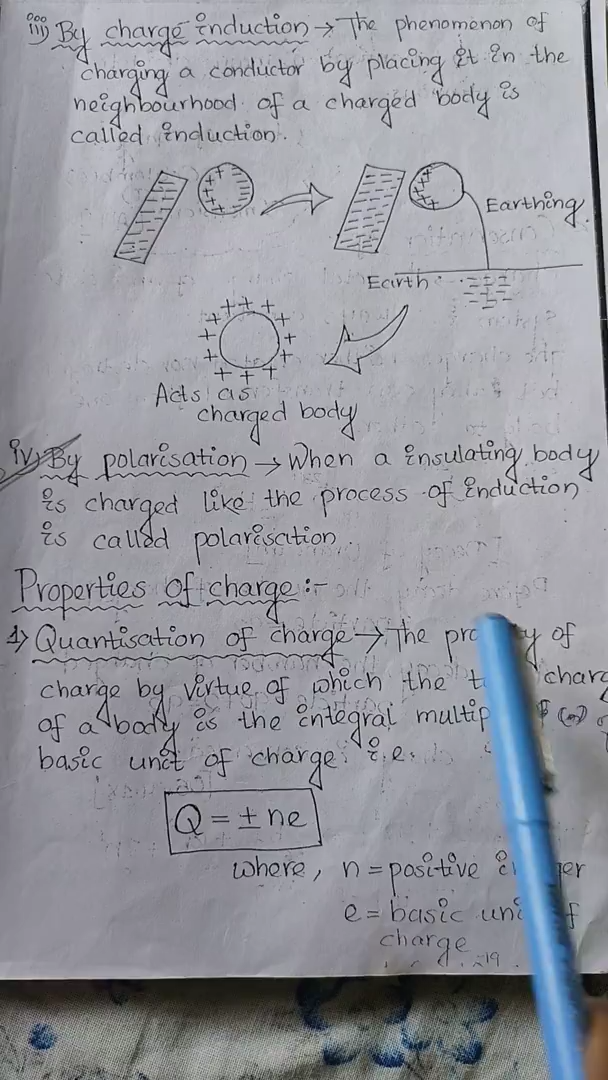 iii) By charge induction → The phenomenon of
charging a conductor by placing it in the
neighbourhood of a charged body is
called induction.
Earthing
Earth
Acts as
charged body
iv) By polarisation → When a insulating body
is charged like the process of induction
is called polarisation.
Properties of charge:-
1) Quantisation of charge → The of
charge by virtue of which the
of a body is the integral (n)
basic unit of charge i.e.
Q = ± ne
where, n = positive
e = basic
charge